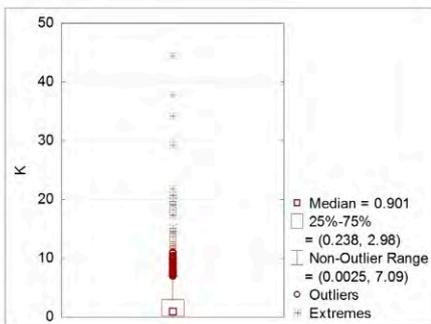 50
40
30
20
10
0
K
Median = 0.901
25%-75%
= (0.238, 2.98)
Non-Outlier Range
= (0.0025, 7.09)
Outliers
Extremes